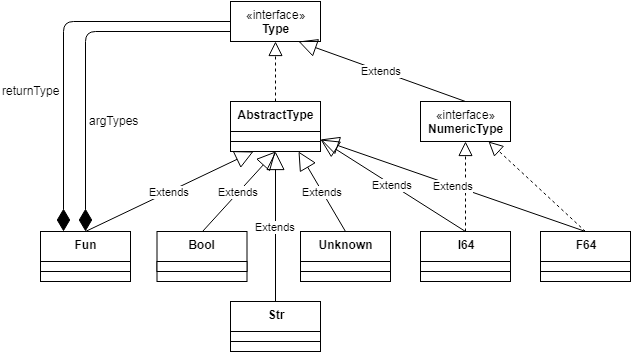 «interface»
Type
Extends
returnType
argTypes
AbstractType
«interface»
NumericType
Extends
Extends
Extends
Extends
Extends
Extends
Fun
Bool
Unknown
I64
F64
Str